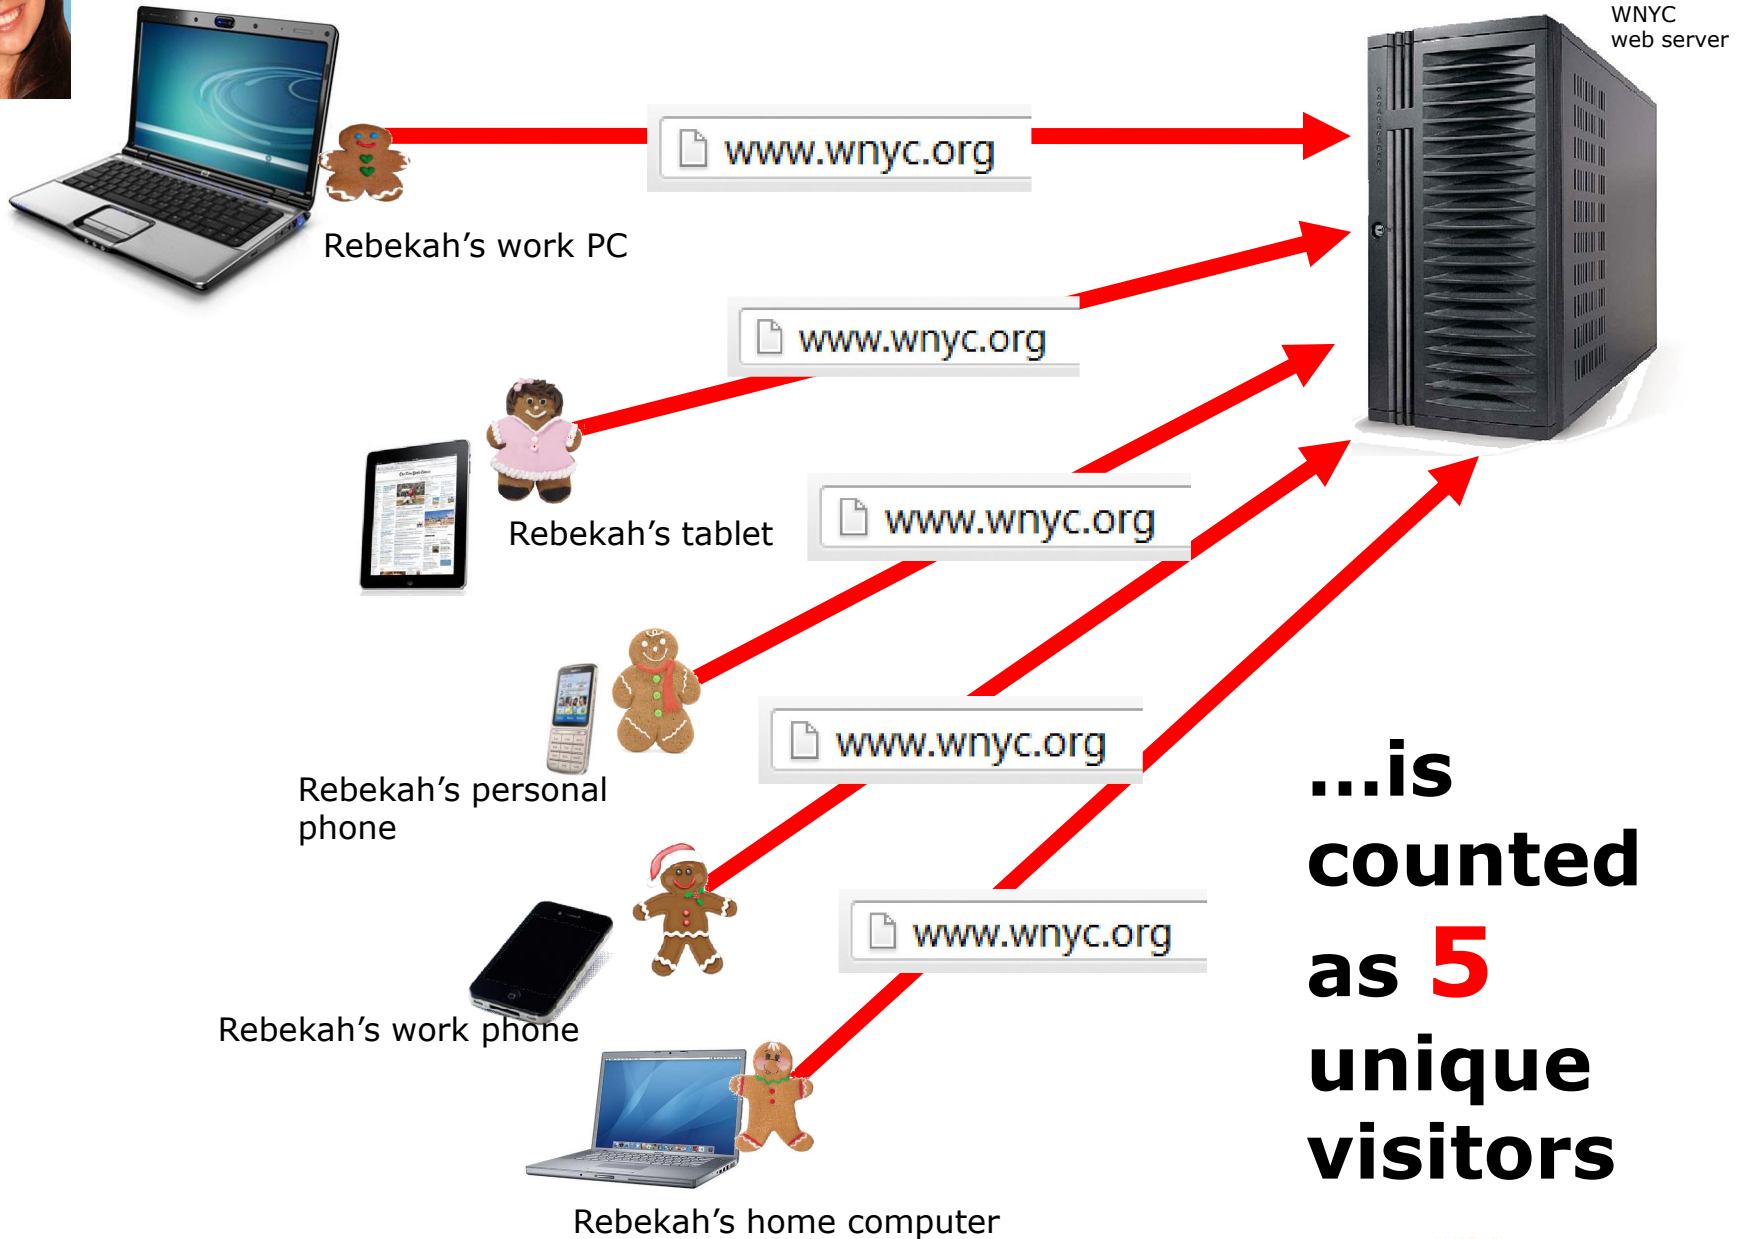 WNYC
web server
www.wnyc.org
Rebekah’s work PC
www.wnyc.org
Rebekah’s tablet
www.wnyc.org
Rebekah’s personal
phone
www.wnyc.org
Rebekah’s work phone
www.wnyc.org
Rebekah’s home computer
...is
counted
as 5
unique
visitors